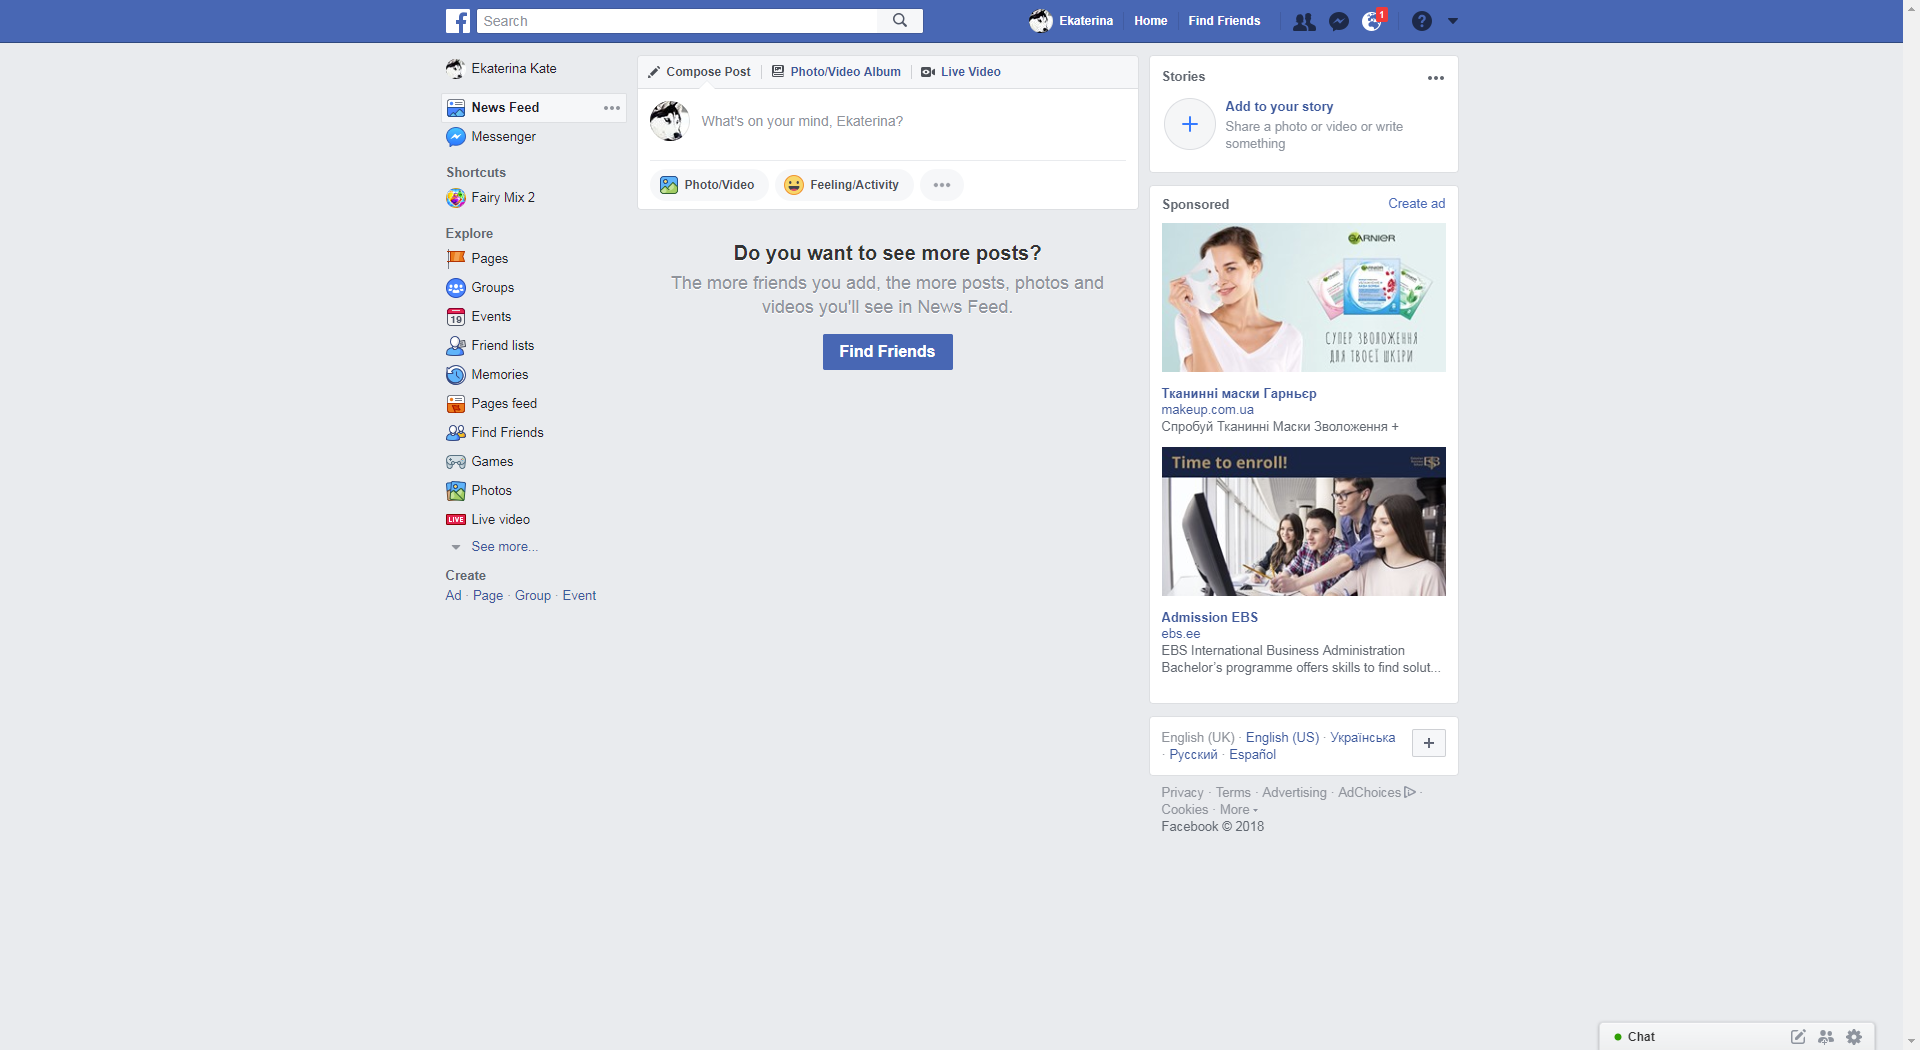 Search
Ekaterina
Home
Find Friends
1
Ekaterina Kate
News Feed
Messenger
Shortcuts
Fairy Mix 2
Explore
Pages
Groups
19
Events
Friend lists
Memories
Pages feed
Find Friends
Games
Photos
LIVE
Live video
See more...
Create
Ad · Page · Group · Event
Compose Post
Photo/Video Album
Live Video
What's on your mind, Ekaterina?
Photo/Video
Feeling/Activity
Do you want to see more posts?
The more friends you add, the more posts, photos and
videos you'll see in News Feed.
Find Friends
Stories
Add to your story
Share a photo or video or write
something
Sponsored
Create ad
GARNIER
СУПЕР ЗВОЛОЖЕННЯ
ДЛЯ ТВОЄЇ ШКІРИ
Тканинні маски Гарньєр
makeup.com.ua
Спробуй Тканинні Маски Зволоження +
Time to enroll!
EBS
Admission EBS
ebs.ee
EBS International Business Administration
Bachelor's programme offers skills to find solut...
English (UK) · English (US) · Українська
· Русский · Español
Privacy · Terms · Advertising · AdChoices ·
Cookies · More
Facebook © 2018
Chat